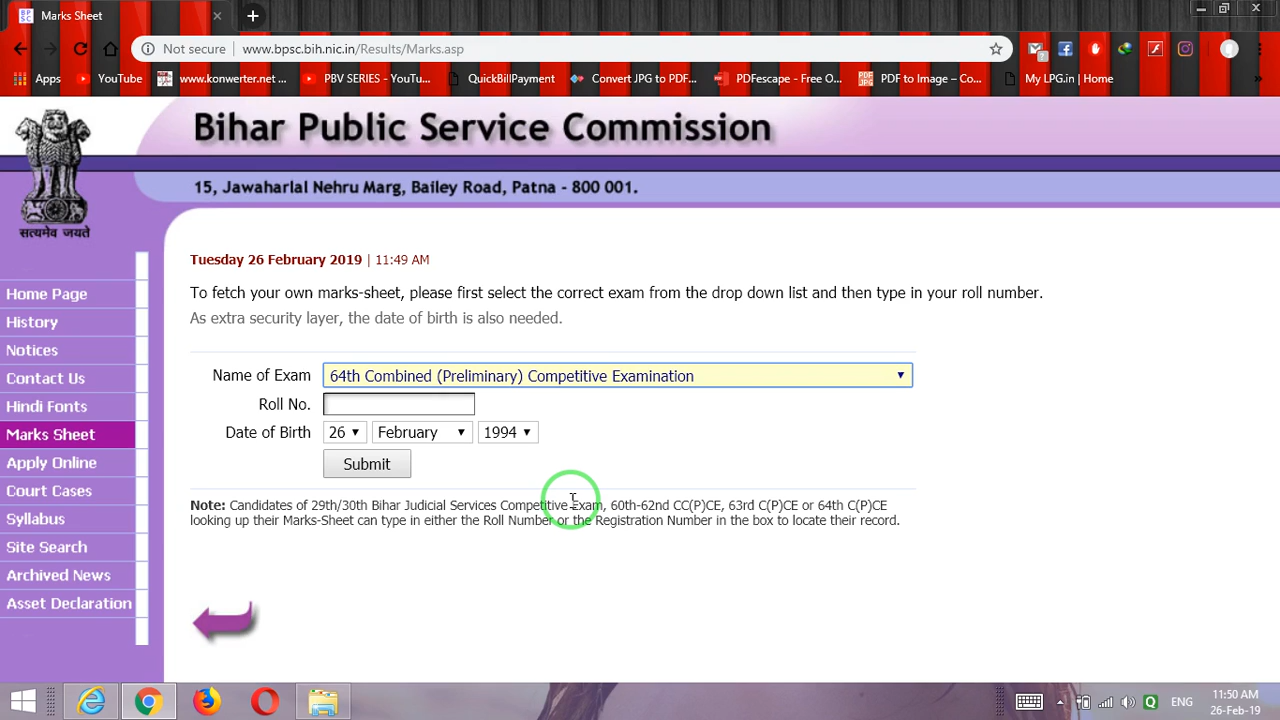 Marks Sheet
Not secure
www.bpsc.bih.nic.in/Results/Marks.asp
Apps
YouTube
www.konwerter.net ...
PBV SERIES - YouTu...
QuickBillPayment
Convert JPG to PDF...
PDFescape - Free O...
PDF to Image – Co...
My LPG.in | Home
Bihar Public Service Commission
15, Jawaharlal Nehru Marg, Bailey Road, Patna - 800 001.
सत्यमेव जयते
Home Page
History
Notices
Contact Us
Hindi Fonts
Marks Sheet
Apply Online
Court Cases
Syllabus
Site Search
Archived News
Asset Declaration
Tuesday 26 February 2019 | 11:49 AM
To fetch your own marks-sheet, please first select the correct exam from the drop down list and then type in your roll number.
As extra security layer, the date of birth is also needed.
Name of Exam 64th Combined (Preliminary) Competitive Examination
Roll No.
Date of Birth 26 February 1994
Submit
Note: Candidates of 29th/30th Bihar Judicial Services Competitive Exam, 60th-62nd CC(P)CE, 63rd C(P)CE or 64th C(P)CE
looking up their Marks-Sheet can type in either the Roll Number or the Registration Number in the box to locate their record.
ENG
11:50 AM
26-Feb-19